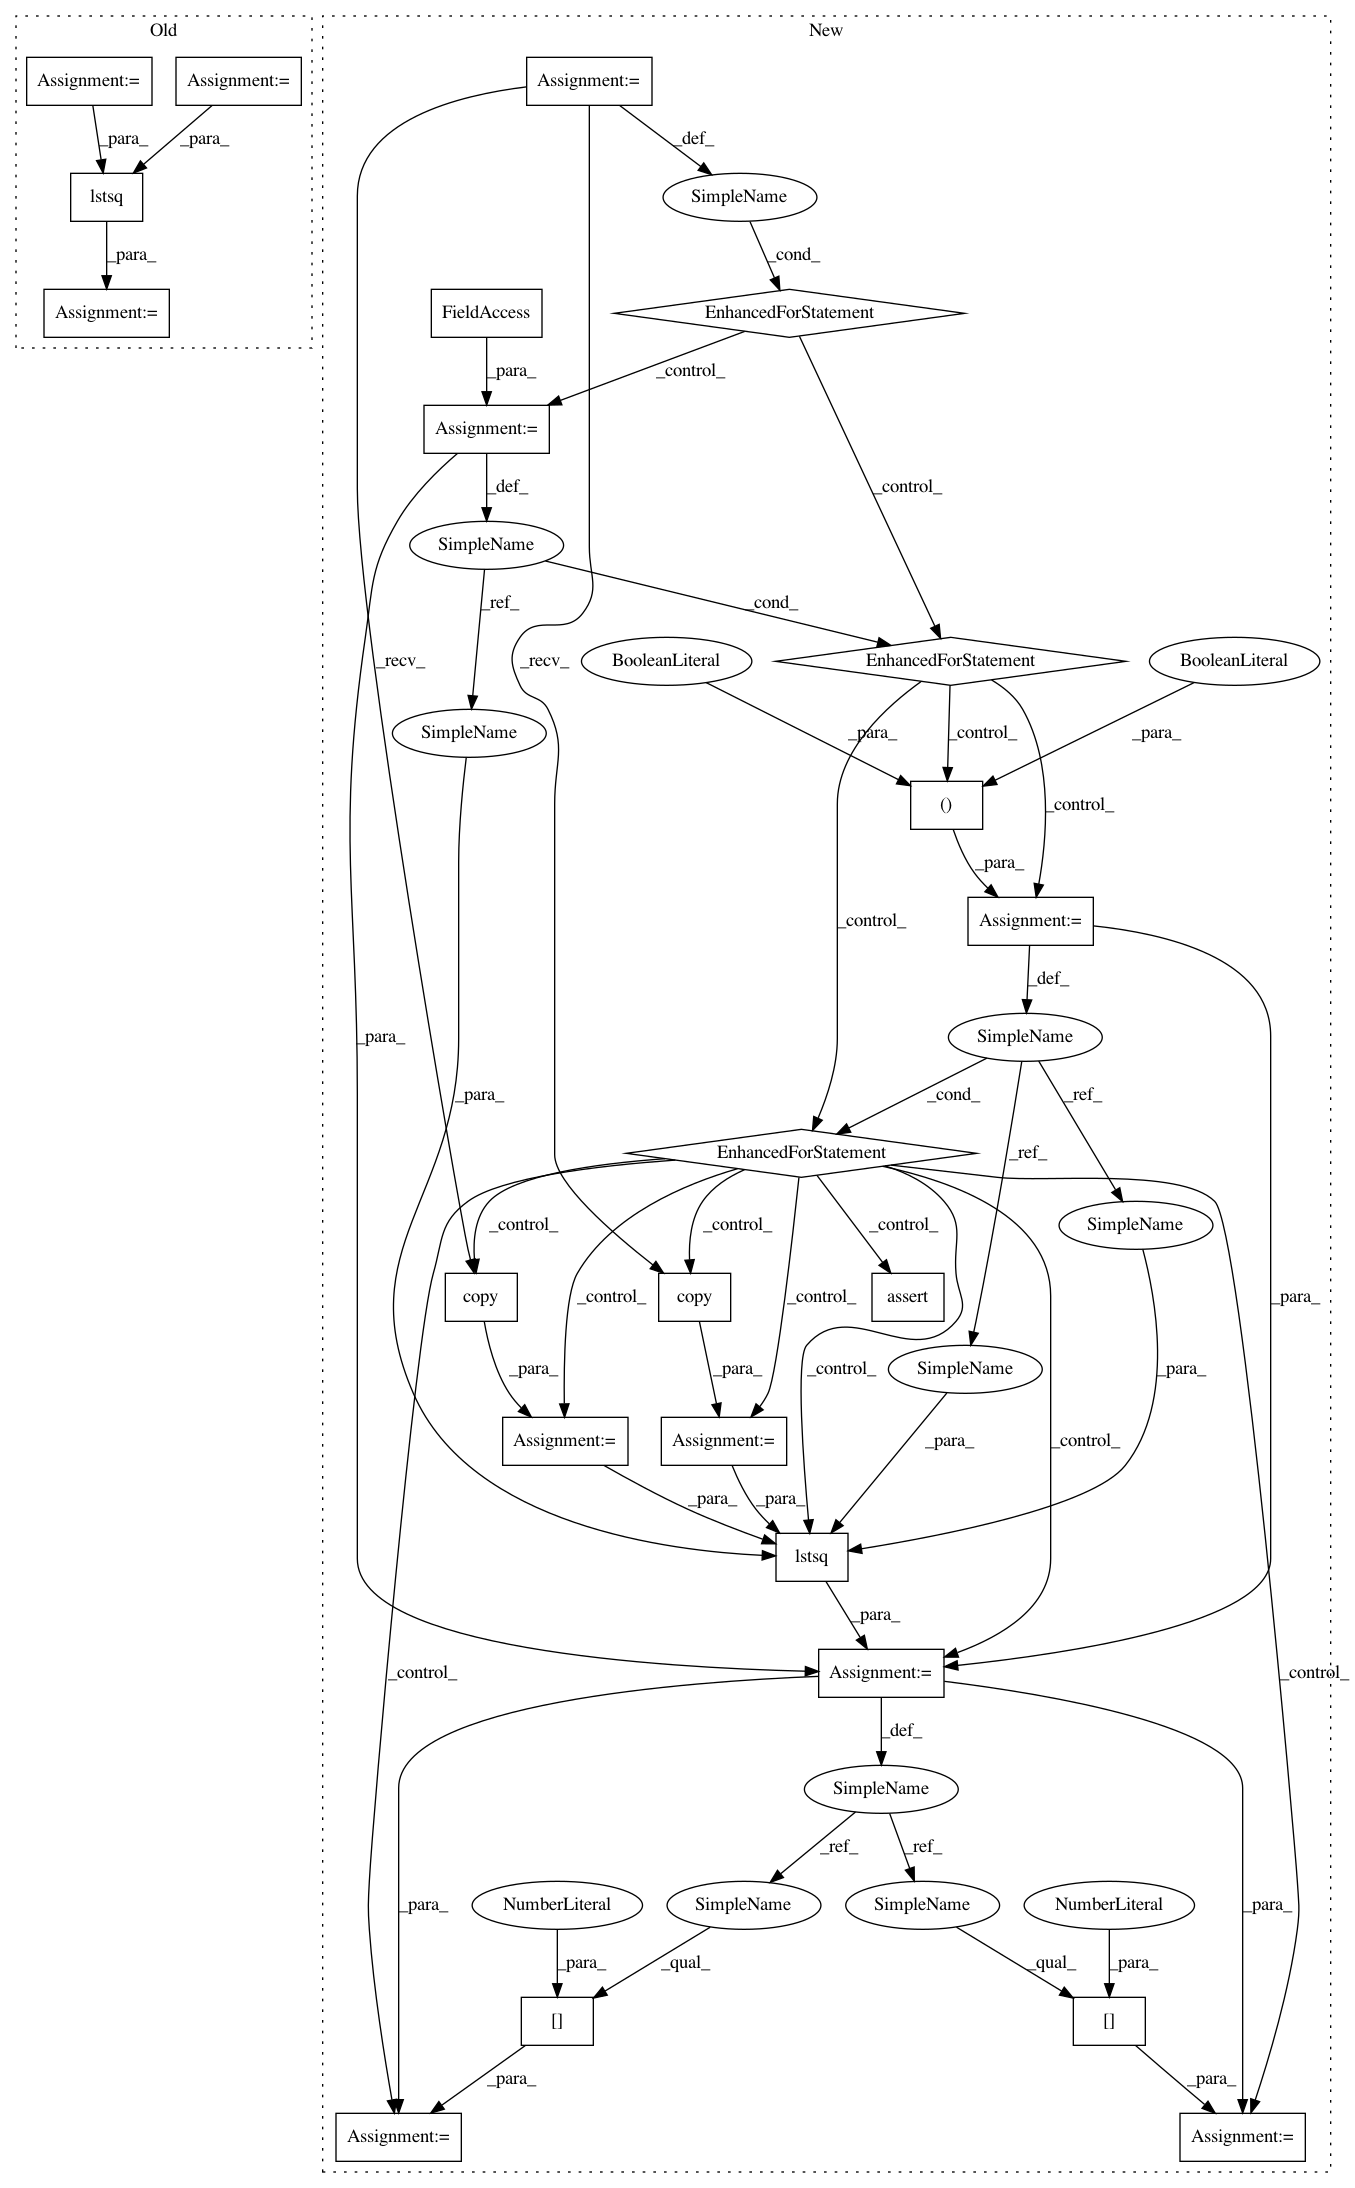 Old
New
Assignment:=
Assignment:=
Assignment:=
_para_
_para_
_def_
lstsq
SimpleName
_para_
_cond_
Assignment:=
FieldAccess
EnhancedForStatement
_para_
_control_
Assignment:=
_def_
_control_
SimpleName
_ref_
_cond_
_recv_
_recv_
BooleanLiteral
EnhancedForStatement
BooleanLiteral
SimpleName
_para_
_control_
_para_
()
_control_
_para_
_control_
Assignment:=
_def_
_para_
SimpleName
_para_
_cond_
_ref_
EnhancedForStatement
_ref_
SimpleName
_control_
_control_
_control_
copy
_control_
copy
_control_
assert
_para_
_para_
_para_
_control_
SimpleName
_para_
Assignment:=
Assignment:=
_para_
_control_
_para_
_para_
lstsq
_para_
_control_
Assignment:=
_control_
_def_
SimpleName
_ref_
_ref_
_para_
NumberLiteral
SimpleName
SimpleName
NumberLiteral
_para_
_para_
_qual_
_qual_
_para_
[]
[]
_para_
_para_
Assignment:=
Assignment:=